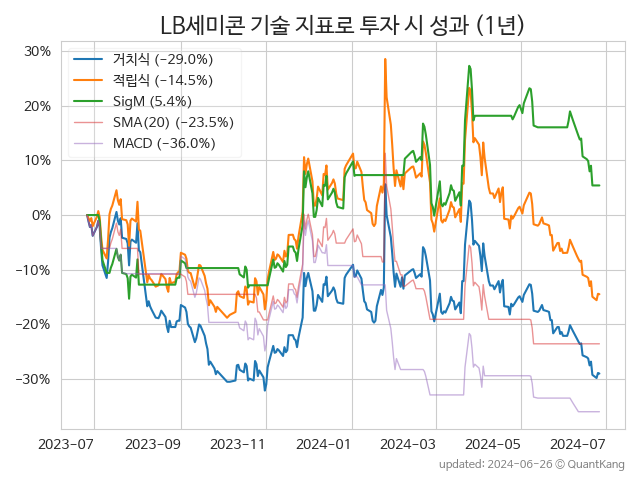 LB세미콘 기술 지표로 투자 시 성과 (1년)
거치식 (−29.0%)
적립식 (−14.5%)
SigM (5.4%)
SMA(20) (−23.5%)
MACD (−36.0%)
30%
20%
10%
0%
−10%
−20%
−30%
2023-07 2023-09 2023-11 2024-01 2024-03 2024-05 2024-07
updated: 2024-06-26 ⓒ QuantKang